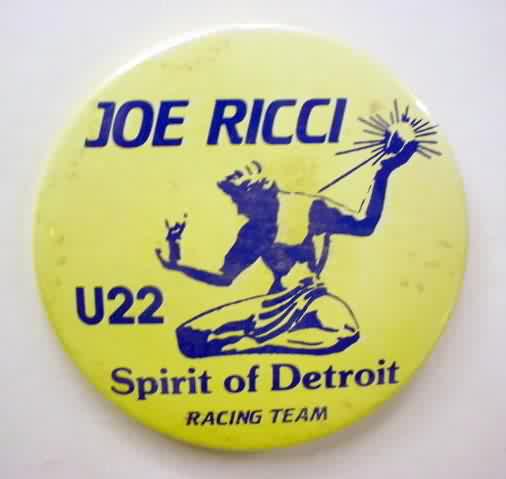 JOE RICCI
U22
Spirit of Detroit
RACING TEAM